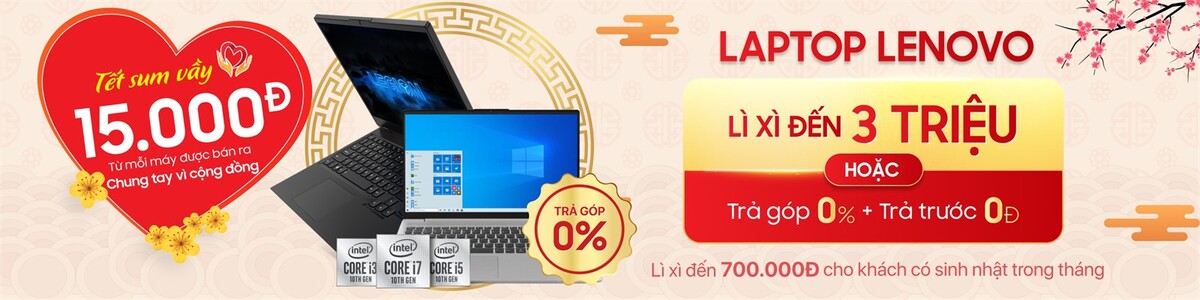 Tết sum vầy
15.000Đ
Từ mỗi máy được bán ra
Chung tay vì cộng đồng
intel
CORE i3
10TH GEN
intel
CORE i7
10TH GEN
intel
CORE i5
10TH GEN
TRẢ GÓP
0%
LAPTOP LENOVO
LÌ XÌ ĐẾN 3 TRIỆU
HOẶC
Trả góp 0% + Trả trước 0Đ
Lì xì đến 700.000Đ cho khách có sinh nhật trong tháng